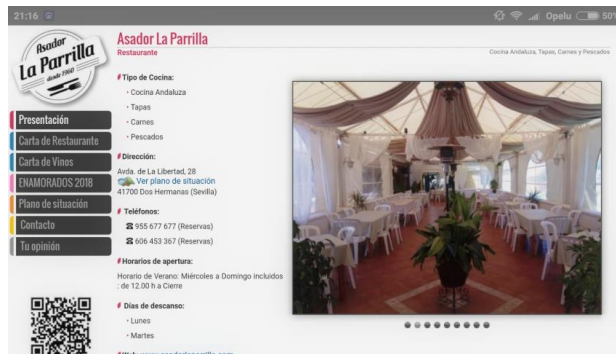 21:16
Opelu
50%
Asador
La Parrilla
desde 1960
Asador La Parrilla
Restaurante
Cocina Andaluza, Tapas, Carnes y Pescados
Presentación
Carta de Restaurante
Carta de Vinos
ENAMORADOS 2018
Plano de situación
Contacto
Tu opinión
Tipo de Cocina:
· Cocina Andaluza
· Tapas
· Carnes
· Pescados
Dirección:
Avda. de La Libertad, 28
Ver plano de situación
41700 Dos Hermanas (Sevilla)
Teléfonos:
955 677 677 (Reservas)
606 453 367 (Reservas)
Horarios de apertura:
Horario de Verano: Miércoles a Domingo incluidos
: de 12.00 h a Cierre
Días de descanso:
· Lunes
· Martes